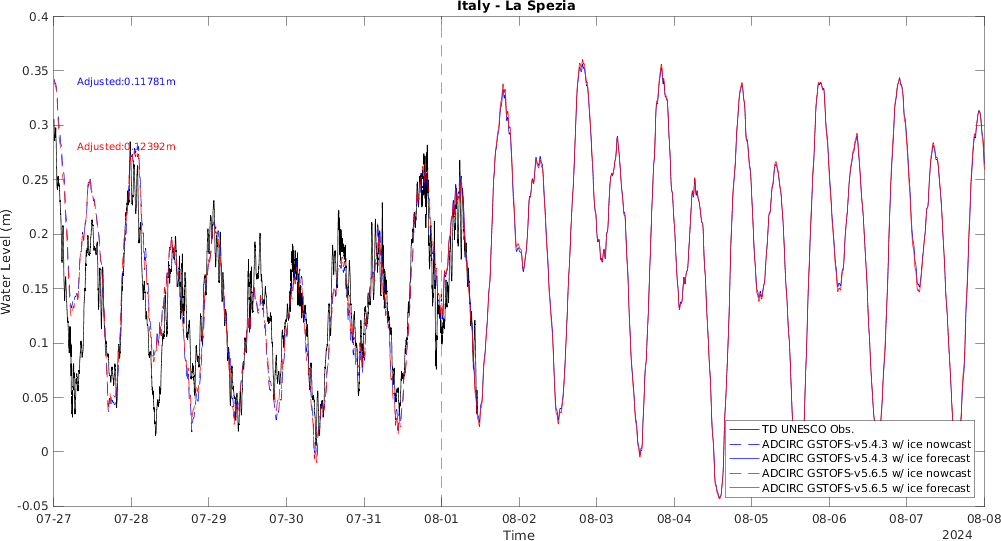 Italy - La Spezia
0.4
0.35
0.3
0.25
0.2
0.15
0.1
0.05
0
-0.05
Water Level (m)
Adjusted:0.11781m
Adjusted:0.12392m
TD UNESCO Obs.
ADCIRC GSTOFS-v5.4.3 w/ ice nowcast
ADCIRC GSTOFS-v5.4.3 w/ ice forecast
ADCIRC GSTOFS-v5.6.5 w/ ice nowcast
ADCIRC GSTOFS-v5.6.5 w/ ice forecast
07-27 07-28 07-29 07-30 07-31 08-01 08-02 08-03 08-04 08-05 08-06 08-07 08-08
Time
2024